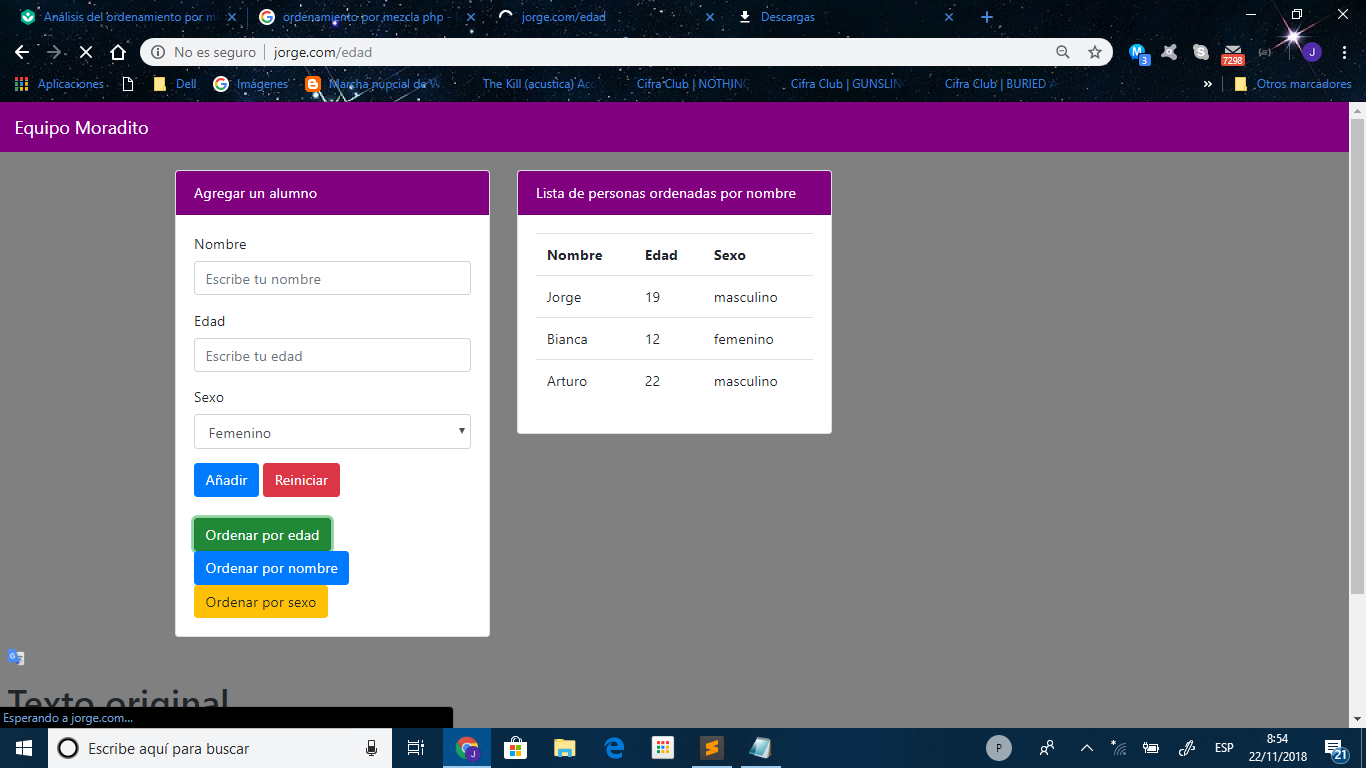 Análisis del ordenamiento por m
ordenamiento por mezcla php -
jorge.com/edad
Descargas
No es seguro | jorge.com/edad
3
7298
J
Aplicaciones
Dell
Imágenes
Marcha nupcial de
The Kill (acustica) Acc
Cifra Club | NOTHIN
Cifra Club | GUNSLIN
Cifra Club | BURIED A
»
Otros marcadores
Equipo Moradito
Agregar un alumno
Nombre
Escribe tu nombre
Edad
Escribe tu edad
Sexo
Femenino
Añadir
Reiniciar
Ordenar por edad
Ordenar por nombre
Ordenar por sexo
Lista de personas ordenadas por nombre
Nombre Edad Sexo
Jorge 19 masculino
Bianca 12 femenino
Arturo 22 masculino
Texto original
Esperando a jorge.com...
Escribe aquí para buscar
J
P
ESP
8:54
22/11/2018
21